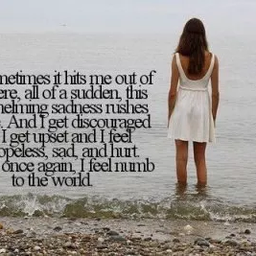 metimes it hits me out of
ere, all of a sudden, this
helming sadness rushes
And I get discouraged
I get upset and I feel
opeless, sad, and hurt.
once again, I feel numb
to the world.